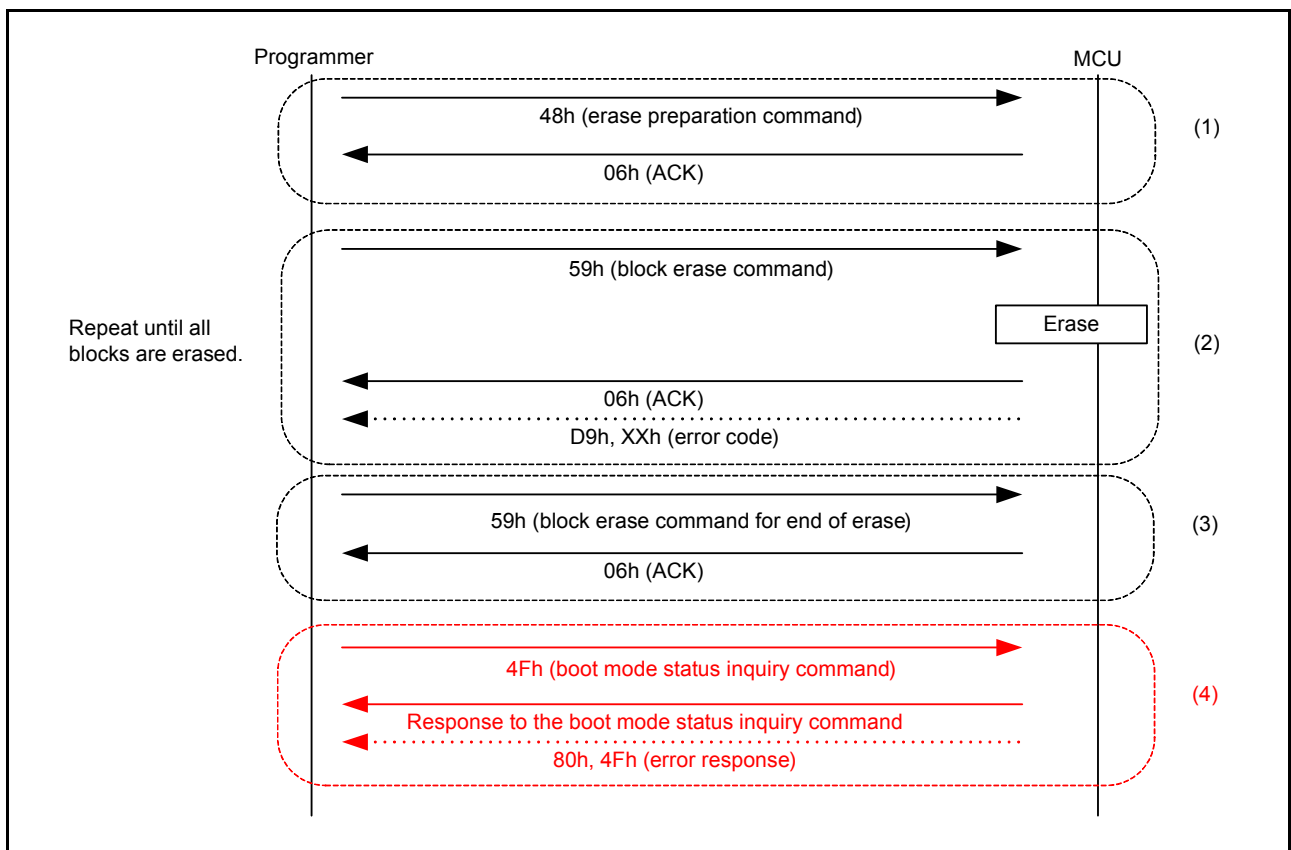 Programmer
MCU
48h (erase preparation command)
(1)
06h (ACK)
59h (block erase command)
Erase
Repeat until all
blocks are erased.
(2)
06h (ACK)
D9h, XXh (error code)
59h (block erase command for end of erase)
(3)
06h (ACK)
4Fh (boot mode status inquiry command)
(4)
Response to the boot mode status inquiry command
80h, 4Fh (error response)